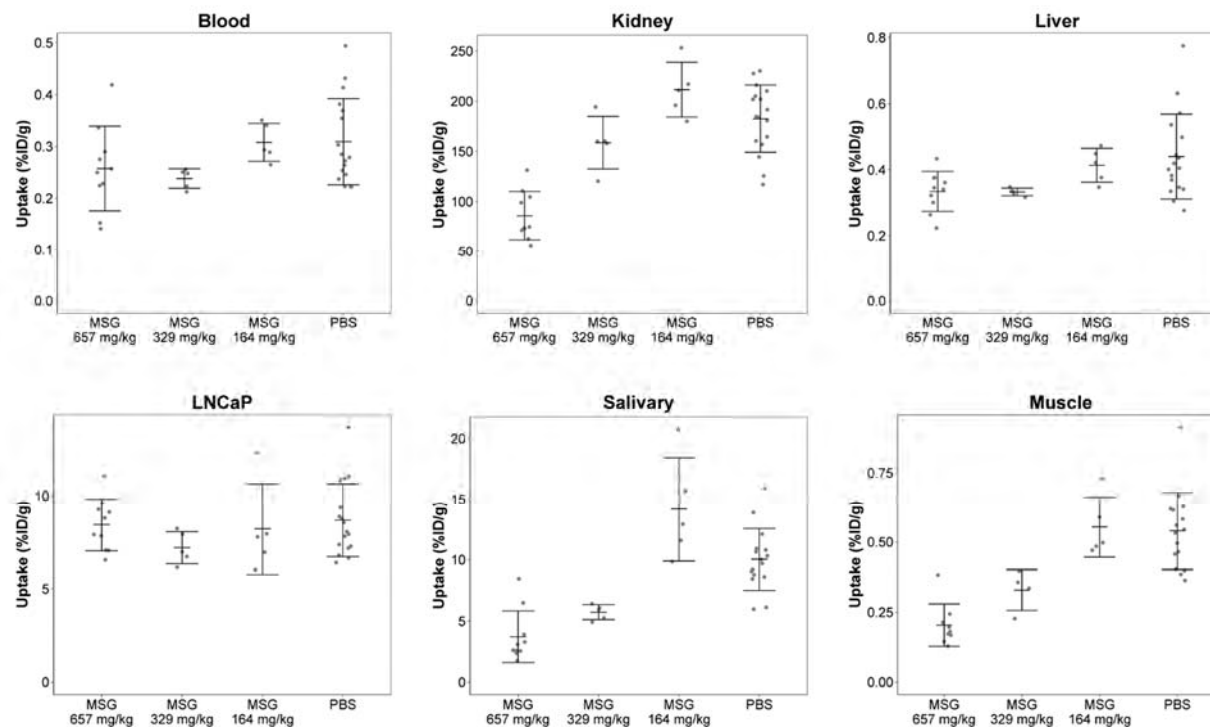 Blood
Uptake (%ID/g)
0.5
0.4
0.3
0.2
0.1
0.0
MSG MSG MSG PBS
657 mg/kg 329 mg/kg 164 mg/kg
Kidney
Uptake (%ID/g)
250
200
150
100
50
0
MSG MSG MSG PBS
657 mg/kg 329 mg/kg 164 mg/kg
Liver
Uptake (%ID/g)
0.8
0.6
0.4
0.2
0.0
MSG MSG MSG PBS
657 mg/kg 329 mg/kg 164 mg/kg
LNCaP
Uptake (%ID/g)
10
5
0
MSG MSG MSG PBS
657 mg/kg 329 mg/kg 164 mg/kg
Salivary
Uptake (%ID/g)
20
15
10
5
0
MSG MSG MSG PBS
657 mg/kg 329 mg/kg 164 mg/kg
Muscle
Uptake (%ID/g)
0.75
0.50
0.25
0.00
MSG MSG MSG PBS
657 mg/kg 329 mg/kg 164 mg/kg